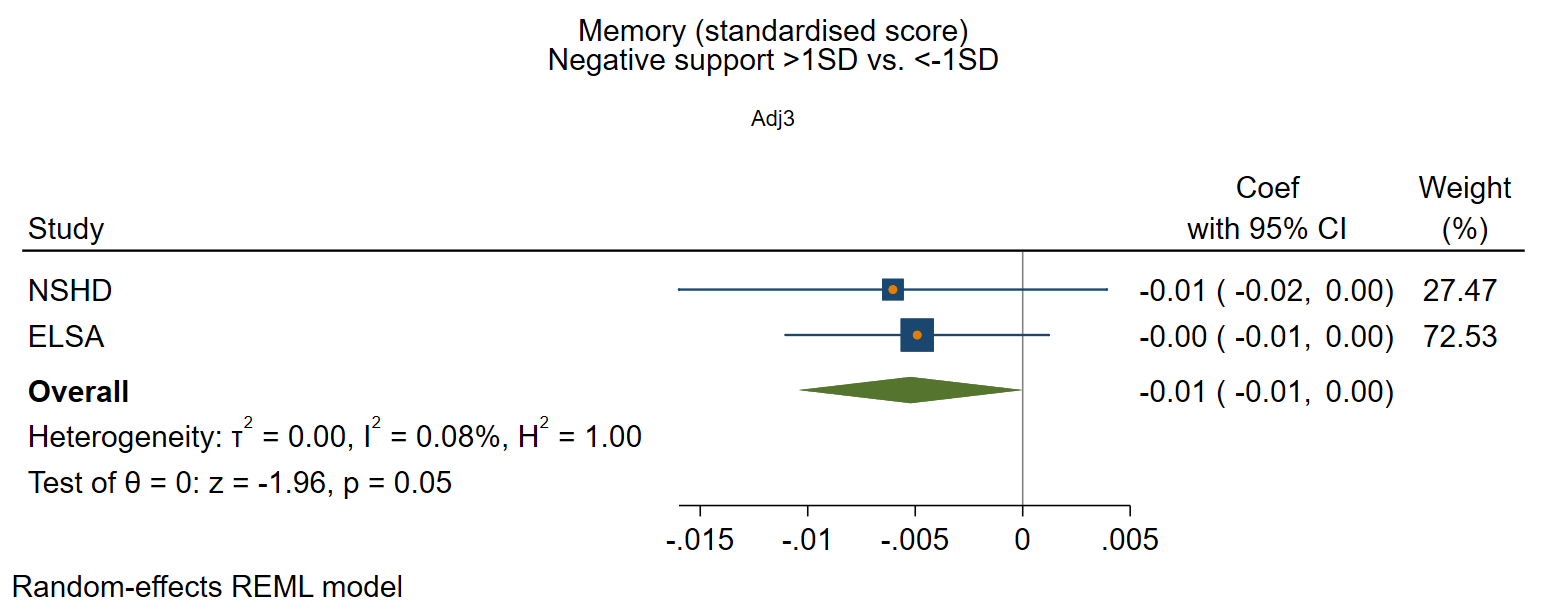 Memory (standardised score)
Negative support >1SD vs. <-1SD
Adj3
Coef Weight
Study with 95% CI (%)
NSHD -0.01 ( -0.02, 0.00) 27.47
ELSA -0.00 ( -0.01, 0.00) 72.53
Overall -0.01 ( -0.01, 0.00)
Heterogeneity: τ² = 0.00, I² = 0.08%, H² = 1.00
Test of θ = 0: z = -1.96, p = 0.05
-.015 -.01 -.005 0 .005
Random-effects REML model